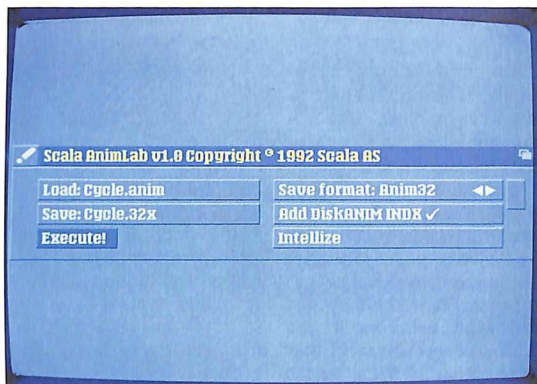 Scala AnimLab v1.0 Copyright © 1992 Scala AS
Load: Cycle.anim
Save format: Anim32
Save: Cycle.32x
Add DiskANIM INDX ✓
Execute!
Intellize